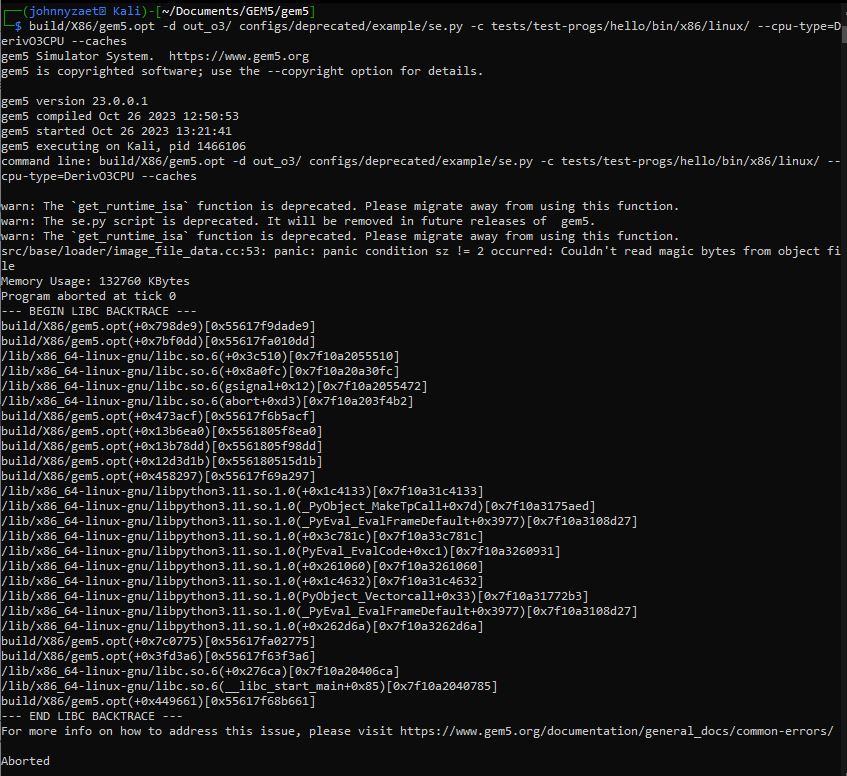 ┌──(johnnyzaet㉿ Kali)-[~/Documents/GEM5/gem5]
└─$ build/X86/gem5.opt -d out_o3/ configs/deprecated/example/se.py -c tests/test-progs/hello/bin/x86/linux/ --cpu-type=D
erivO3CPU --caches
gem5 Simulator System.  https://www.gem5.org
gem5 is copyrighted software; use the --copyright option for details.

gem5 version 23.0.0.1
gem5 compiled Oct 26 2023 12:50:53
gem5 started Oct 26 2023 13:21:41
gem5 executing on Kali, pid 1466106
command line: build/X86/gem5.opt -d out_o3/ configs/deprecated/example/se.py -c tests/test-progs/hello/bin/x86/linux/ --
cpu-type=DerivO3CPU --caches

warn: The `get_runtime_isa` function is deprecated. Please migrate away from using this function.
warn: The se.py script is deprecated. It will be removed in future releases of  gem5.
warn: The `get_runtime_isa` function is deprecated. Please migrate away from using this function.
src/base/loader/image_file_data.cc:53: panic: panic condition sz != 2 occurred: Couldn't read magic bytes from object fi
le
Memory Usage: 132760 KBytes
Program aborted at tick 0
--- BEGIN LIBC BACKTRACE ---
build/X86/gem5.opt(+0x798de9)[0x55617f9dade9]
build/X86/gem5.opt(+0x7bf0dd)[0x55617fa010dd]
/lib/x86_64-linux-gnu/libc.so.6(+0x3c510)[0x7f10a2055510]
/lib/x86_64-linux-gnu/libc.so.6(+0x8a0fc)[0x7f10a20a30fc]
/lib/x86_64-linux-gnu/libc.so.6(gsignal+0x12)[0x7f10a2055472]
/lib/x86_64-linux-gnu/libc.so.6(abort+0xd3)[0x7f10a203f4b2]
build/X86/gem5.opt(+0x473acf)[0x55617f6b5acf]
build/X86/gem5.opt(+0x13b6ea0)[0x5561805f8ea0]
build/X86/gem5.opt(+0x13b78dd)[0x5561805f98dd]
build/X86/gem5.opt(+0x12d3d1b)[0x556180515d1b]
build/X86/gem5.opt(+0x458297)[0x55617f69a297]
/lib/x86_64-linux-gnu/libpython3.11.so.1.0(+0x1c4133)[0x7f10a31c4133]
/lib/x86_64-linux-gnu/libpython3.11.so.1.0(_PyObject_MakeTpCall+0x7d)[0x7f10a3175aed]
/lib/x86_64-linux-gnu/libpython3.11.so.1.0(_PyEval_EvalFrameDefault+0x3977)[0x7f10a3108d27]
/lib/x86_64-linux-gnu/libpython3.11.so.1.0(+0x3c781c)[0x7f10a33c781c]
/lib/x86_64-linux-gnu/libpython3.11.so.1.0(PyEval_EvalCode+0xc1)[0x7f10a3260931]
/lib/x86_64-linux-gnu/libpython3.11.so.1.0(+0x261060)[0x7f10a3261060]
/lib/x86_64-linux-gnu/libpython3.11.so.1.0(+0x1c4632)[0x7f10a31c4632]
/lib/x86_64-linux-gnu/libpython3.11.so.1.0(PyObject_Vectorcall+0x33)[0x7f10a31772b3]
/lib/x86_64-linux-gnu/libpython3.11.so.1.0(_PyEval_EvalFrameDefault+0x3977)[0x7f10a3108d27]
/lib/x86_64-linux-gnu/libpython3.11.so.1.0(+0x262d6a)[0x7f10a3262d6a]
build/X86/gem5.opt(+0x7c0775)[0x55617fa02775]
build/X86/gem5.opt(+0x3fd3a6)[0x55617f63f3a6]
/lib/x86_64-linux-gnu/libc.so.6(+0x276ca)[0x7f10a20406ca]
/lib/x86_64-linux-gnu/libc.so.6(__libc_start_main+0x85)[0x7f10a2040785]
build/X86/gem5.opt(+0x449661)[0x55617f68b661]
--- END LIBC BACKTRACE ---
For more info on how to address this issue, please visit https://www.gem5.org/documentation/general_docs/common-errors/

Aborted